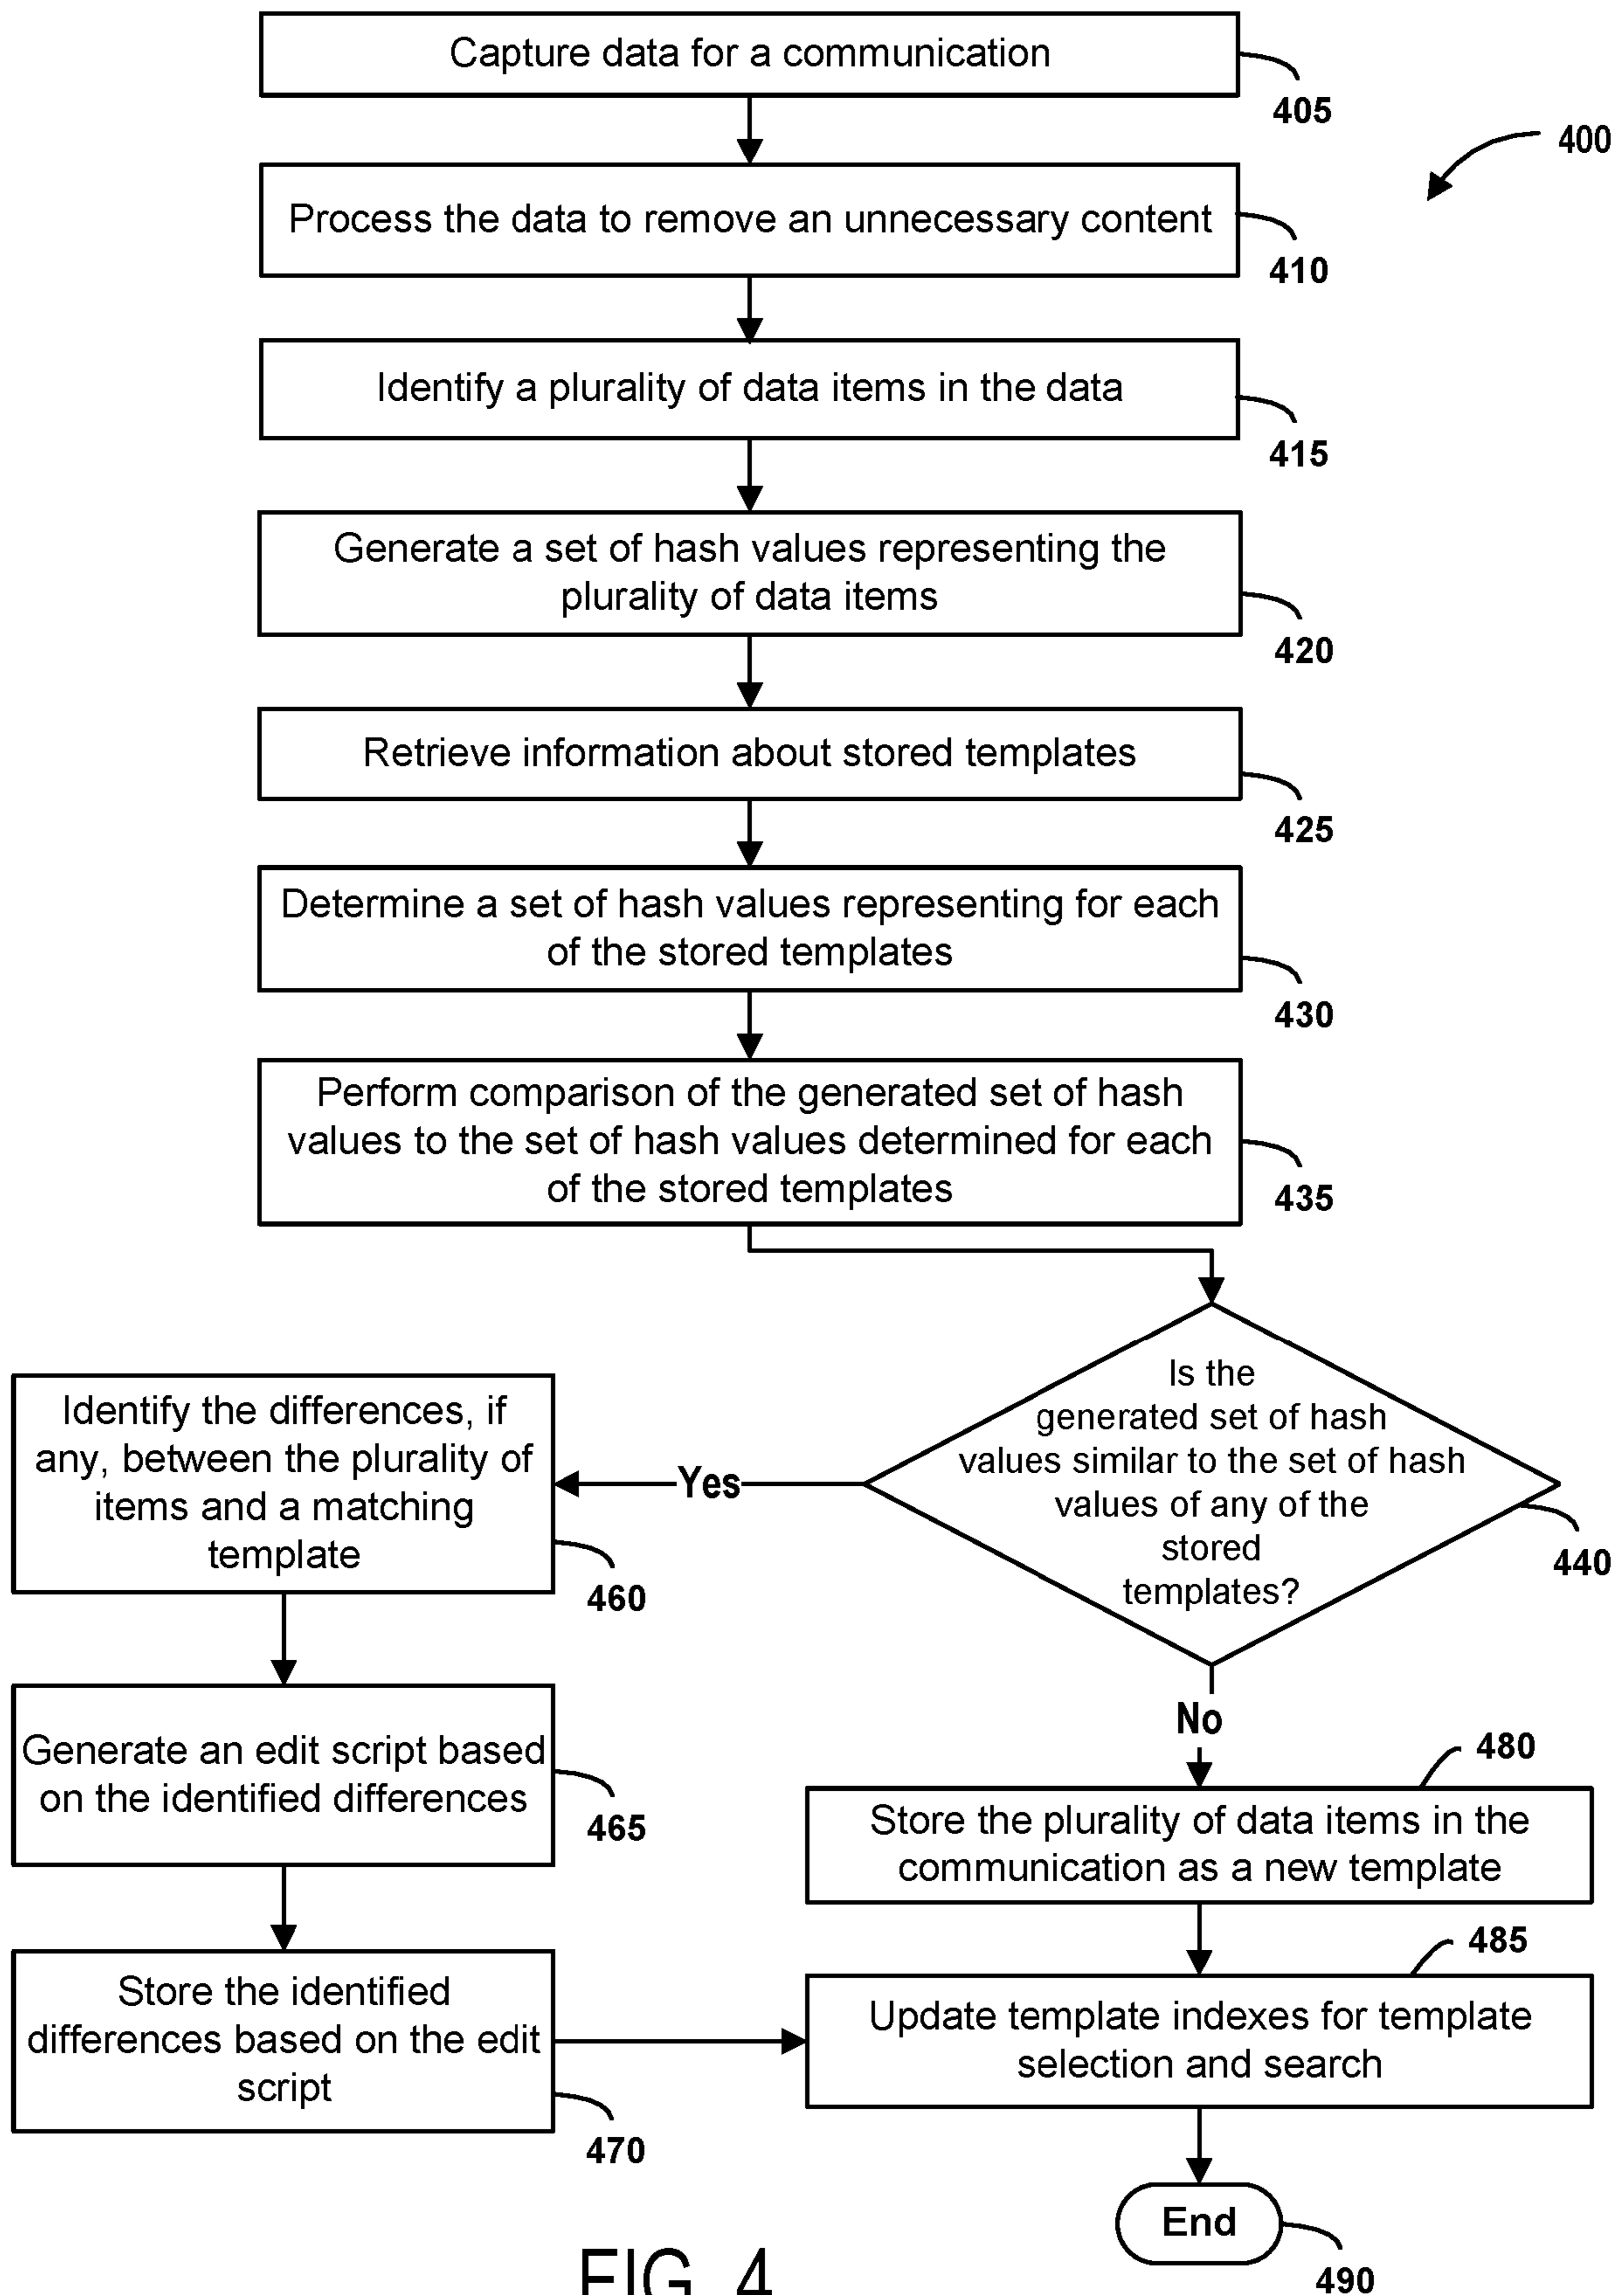 Capture data for a communication
405
400
Process the data to remove an unnecessary content
410
Identify a plurality of data items in the data
415
Generate a set of hash values representing the
plurality of data items
420
Retrieve information about stored templates
425
Determine a set of hash values representing for each
of the stored templates
430
Perform comparison of the generated set of hash
values to the set of hash values determined for each
of the stored templates
435
Is the
generated set of hash
values similar to the set of hash
values of any of the
stored
templates?
440
Yes
Identify the differences, if
any, between the plurality of
items and a matching
template
460
Generate an edit script based
on the identified differences
465
Store the identified
differences based on the edit
script
470
No
480
Store the plurality of data items in the
communication as a new template
485
Update template indexes for template
selection and search
End
490
FIG. 4